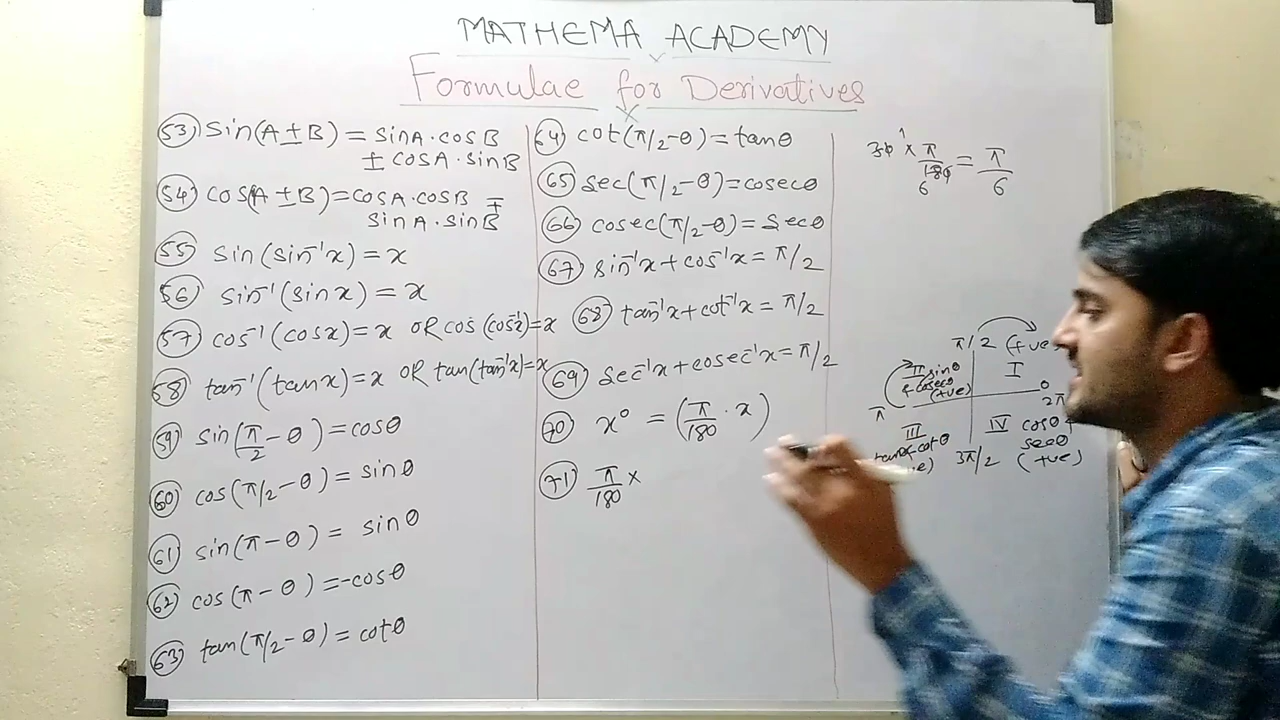 MATHEMA ACADEMY
Formulae for Derivatives
53) sin(A±B) = sinA·cosB
± cosA·sinB
54) cos(A±B) = cosA·cosB ∓
sinA·sinB
55) sin(sin⁻¹x) = x
56) sin⁻¹(sinx) = x
57) cos⁻¹(cosx) = x OR cos(cos⁻¹x) = x
58) tan⁻¹(tanx) = x OR tan(tan⁻¹x) = x
59) sin(π/2 - θ) = cosθ
60) cos(π/2 - θ) = sinθ
61) sin(π - θ) = sinθ
62) cos(π - θ) = -cosθ
63) tan(π/2 - θ) = cotθ
64) cot(π/2 - θ) = tanθ
65) sec(π/2 - θ) = cosecθ
66) cosec(π/2 - θ) = secθ
67) sin⁻¹x + cos⁻¹x = π/2
68) tan⁻¹x + cot⁻¹x = π/2
69) sec⁻¹x + cosec⁻¹x = π/2
70) x⁰ = (π/180 · x)
71) π/180 ×
30 × π/180 = π/6
1
6
π/2 (+ve
II sinθ
& cosecθ
(+ve)
I
π
0
2π
III
tanθ & cotθ
3π/2
IV cosθ &
secθ
(+ve)